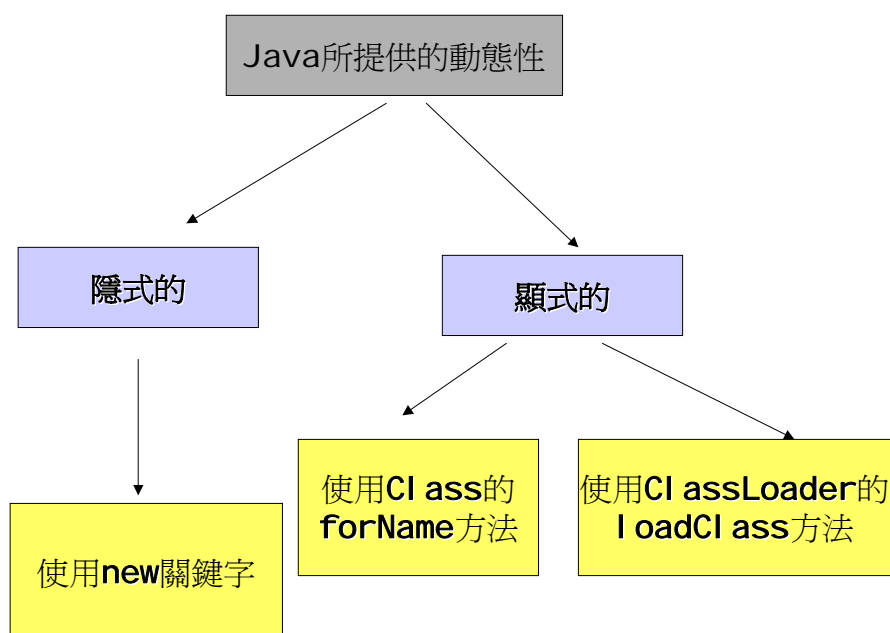 Java所提供的動態性
隱式的
顯式的
使用Class的
forName方法
使用ClassLoader的
loadClass方法
使用new關鍵字